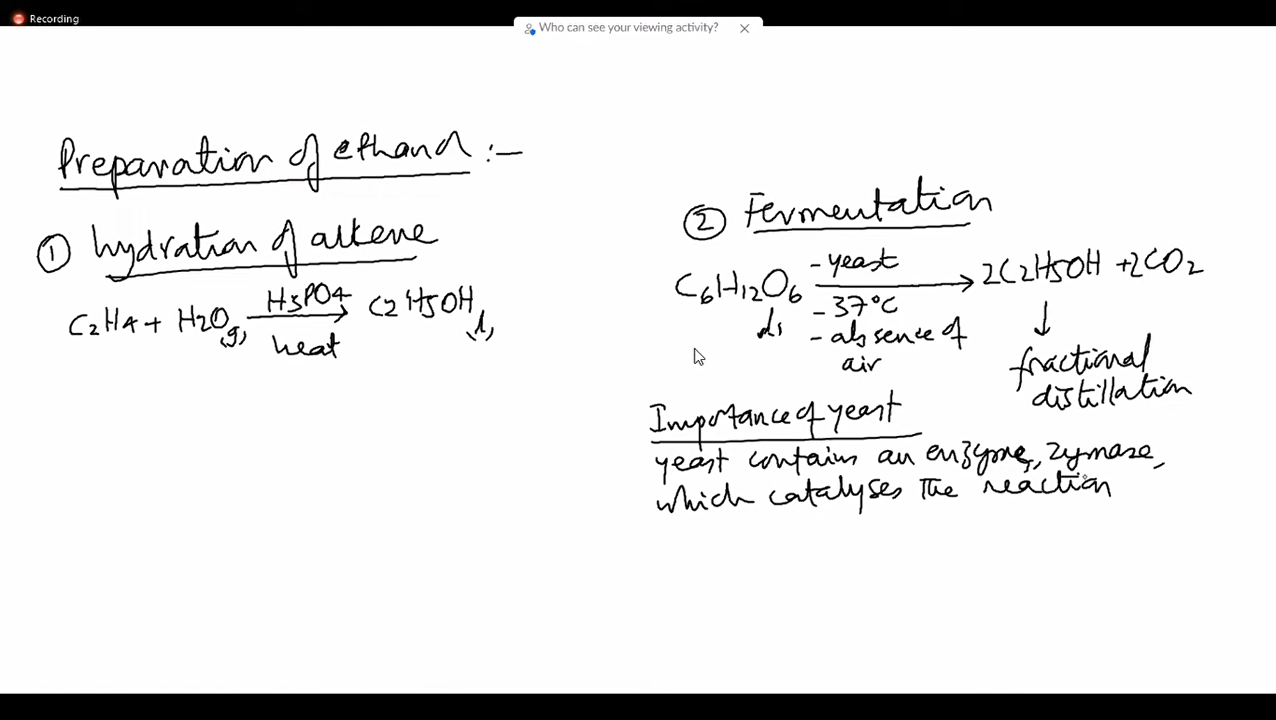 Recording
Who can see your viewing activity?
Preparation of ethanol :-
① hydration of alkene
C2H4 + H2O(g) H3PO4 C2H5OH(l)
heat
② Fermentation
C6H12O6 - yeast 2C2H5OH + 2CO2
- 37°C
- absence of
air
fractional
distillation
Importance of yeast
yeast contains an enzyme, zymase,
which catalyses the reaction